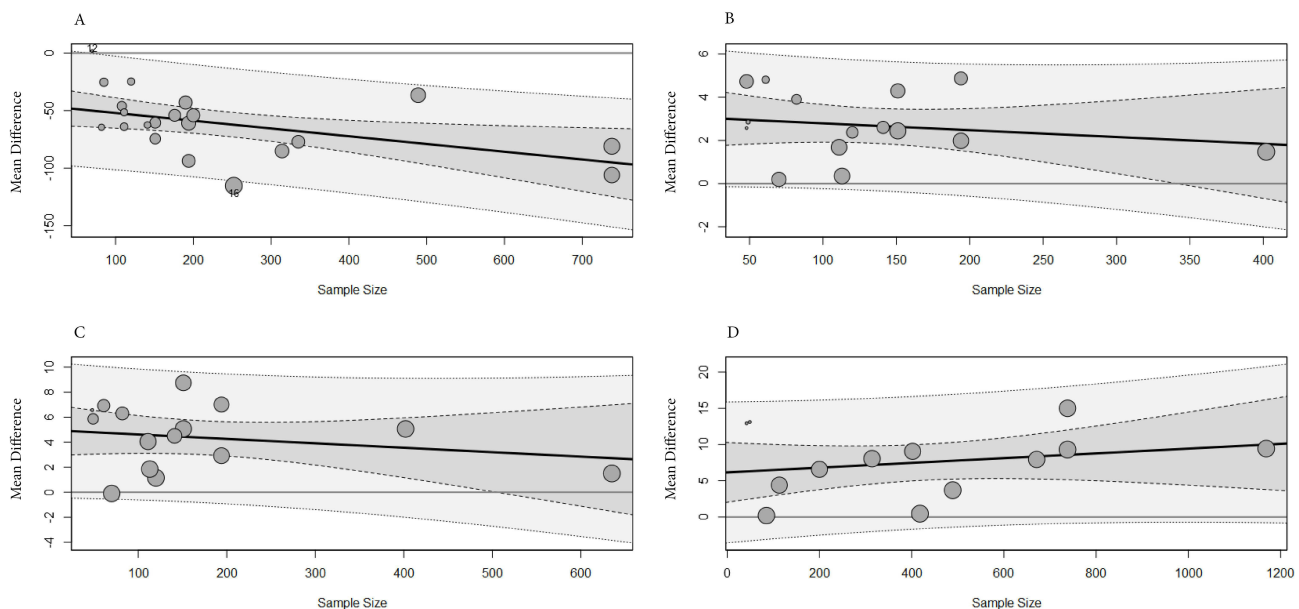 A
Mean Difference
0
-50
-100
-150
12
16
100 200 300 400 500 600 700
Sample Size
B
Mean Difference
6
4
2
0
-2
50 100 150 200 250 300 350 400
Sample Size
C
Mean Difference
10
8
6
4
2
0
-2
-4
100 200 300 400 500 600
Sample Size
D
Mean Difference
20
15
10
5
0
0 200 400 600 800 1000 1200
Sample Size